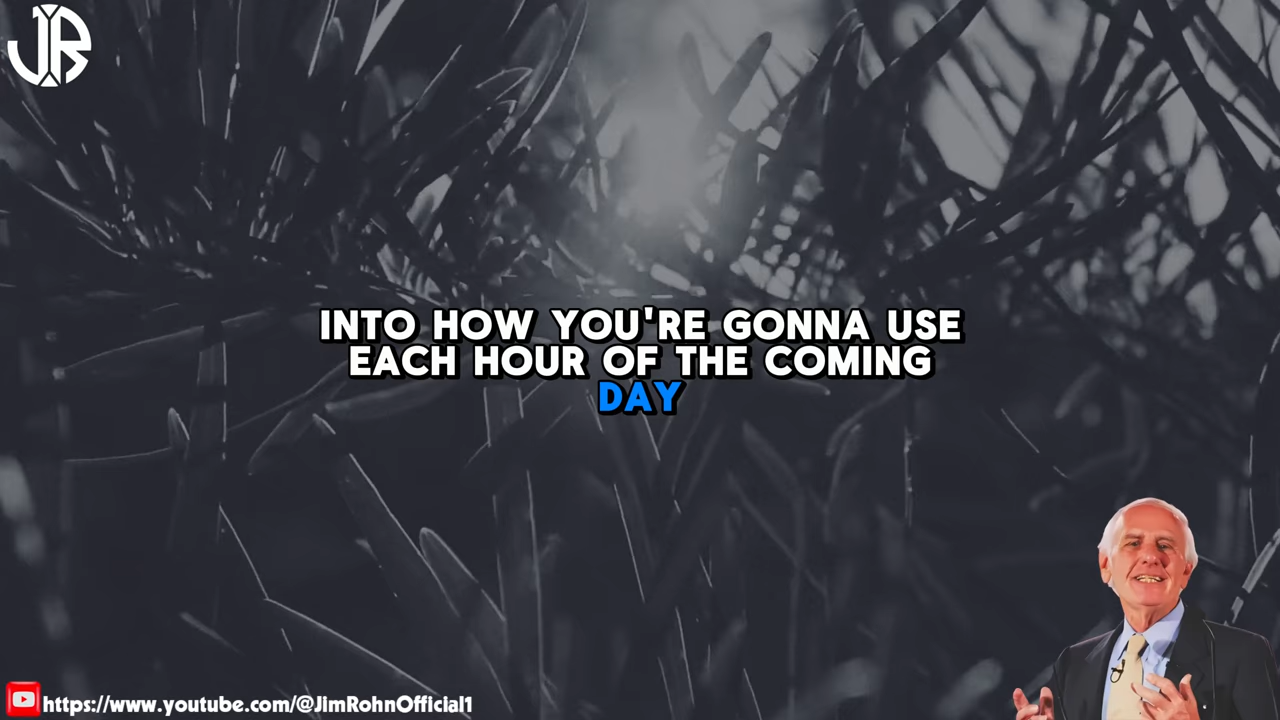 JR
INTO HOW YOU'RE GONNA USE
EACH HOUR OF THE COMING
DAY
https://www.youtube.com/@JimRohnOfficial1